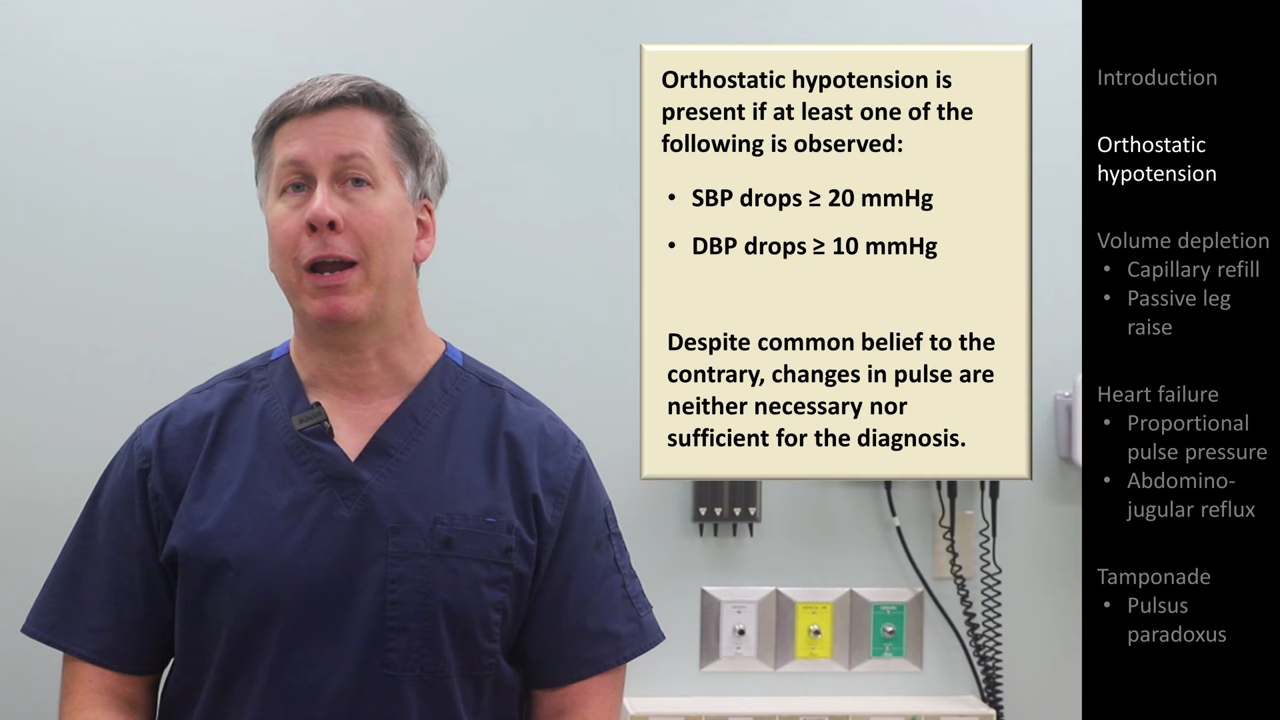 Orthostatic hypotension is
present if at least one of the
following is observed:
• SBP drops ≥ 20 mmHg
• DBP drops ≥ 10 mmHg
Despite common belief to the
contrary, changes in pulse are
neither necessary nor
sufficient for the diagnosis.
Introduction
Orthostatic
hypotension
Volume depletion
• Capillary refill
• Passive leg
raise
Heart failure
• Proportional
pulse pressure
• Abdomino-
jugular reflux
Tamponade
• Pulsus
paradoxus